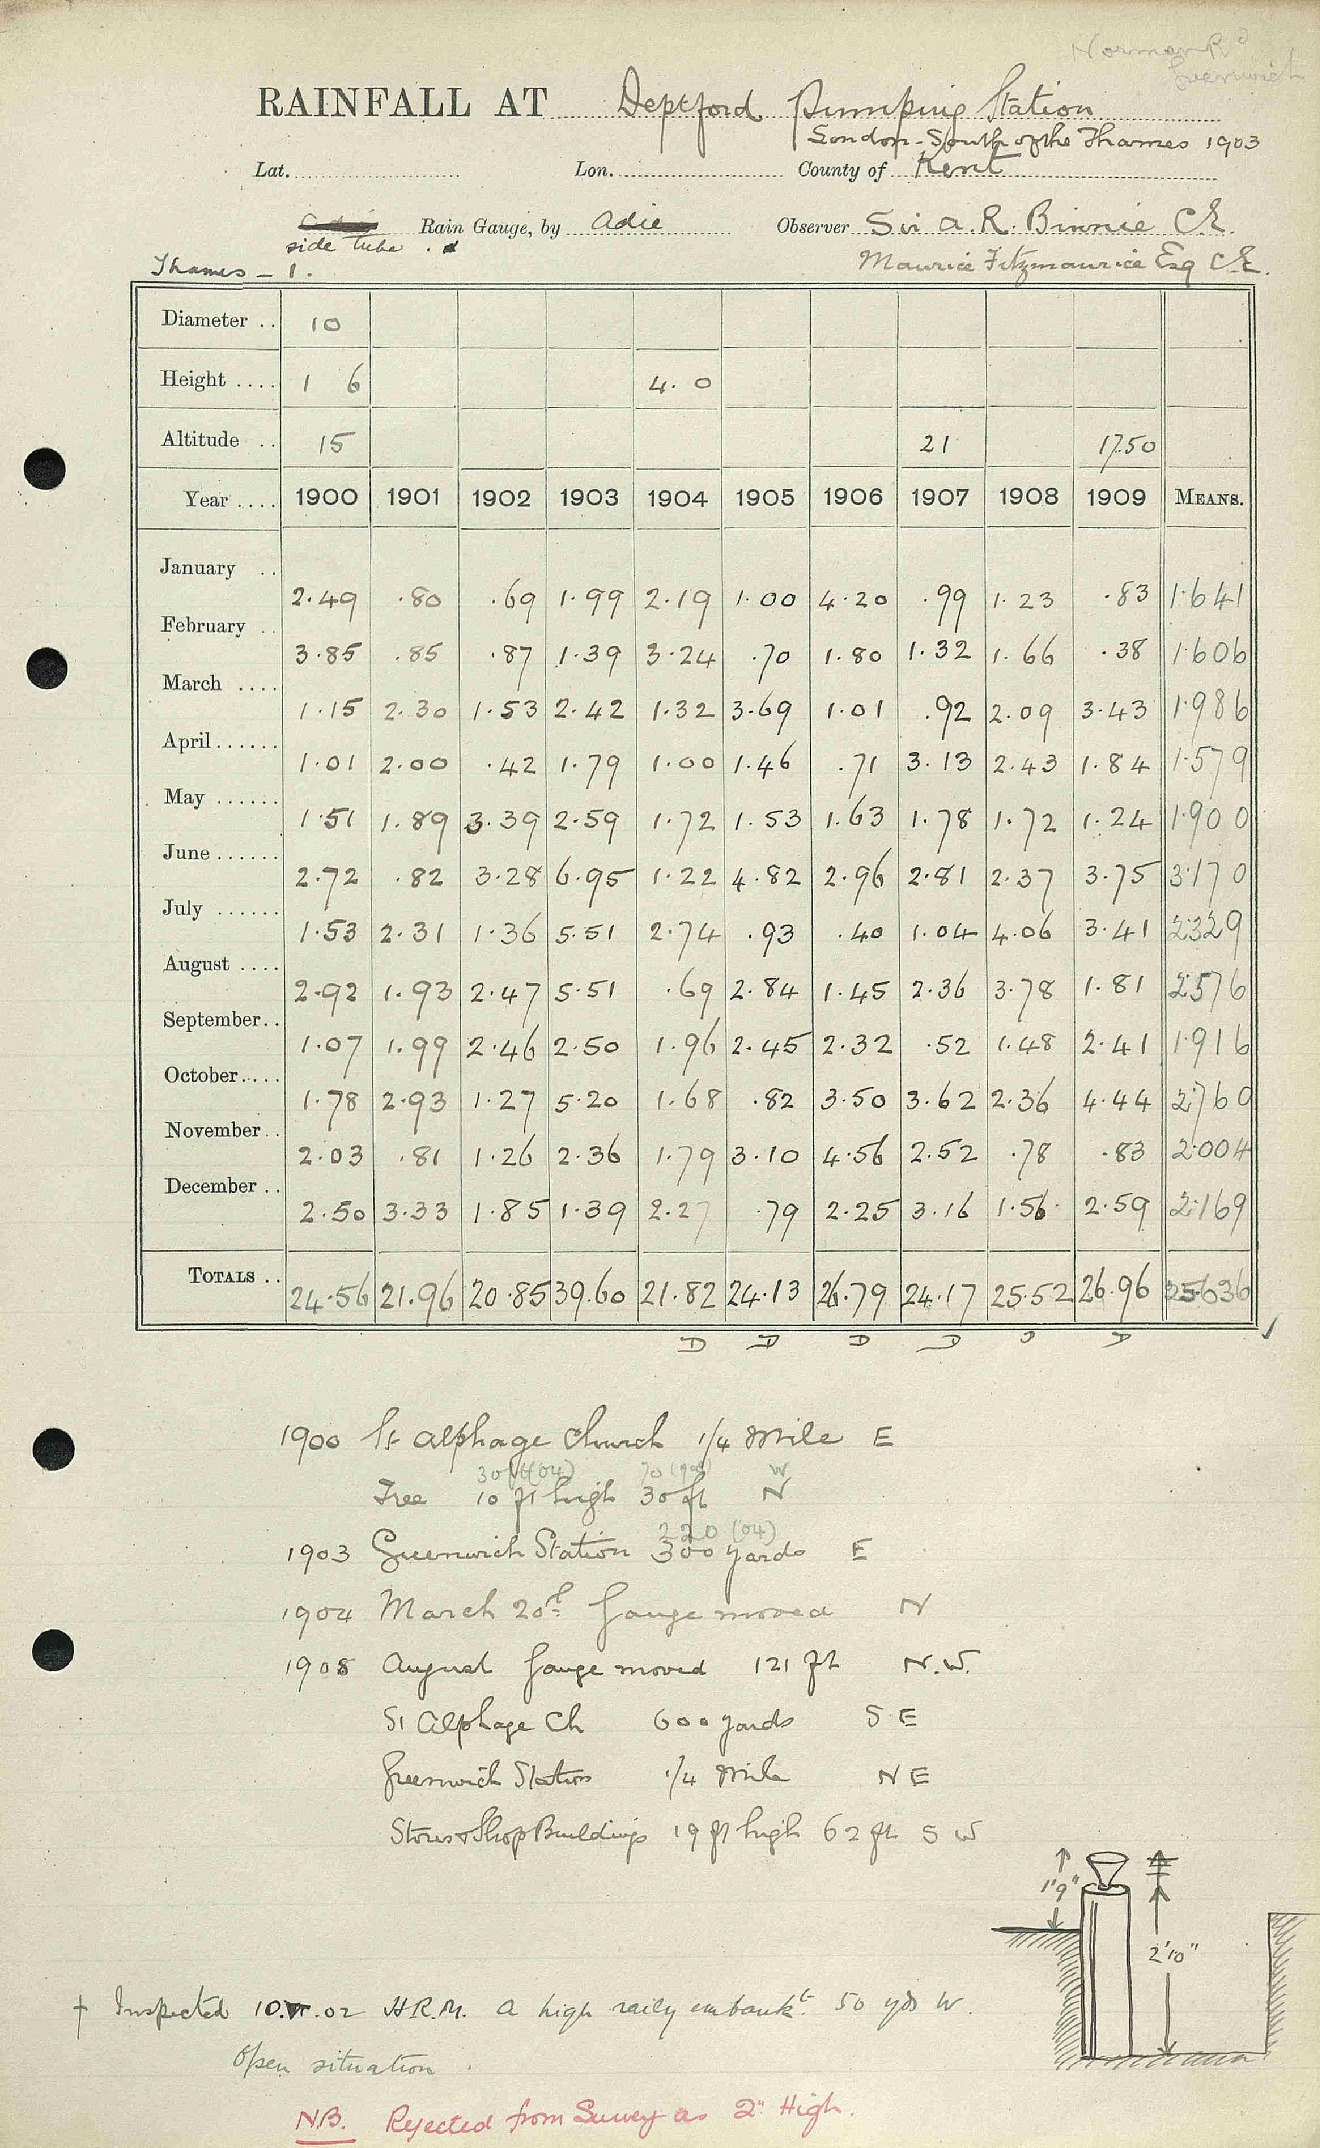 Norman Rd
Greenwich
RAINFALL AT Deptford Pumping Station
London - South of the Thames 1903
Lat. Lon. County of Kent
Rain Gauge, by Adie Observer Sir A. R. Binnie C.E.
side tube
Thames - 1. Maurice Fitzmaurice Esq C.E.
Diameter .. 10
Height .... 1 6 4. 0
Altitude .. 15 21 17.50
Year .... 1900 1901 1902 1903 1904 1905 1906 1907 1908 1909 MEANS.
January .. 2.49 .80 .69 1.99 2.19 1.00 4.20 .99 1.23 .83 1.641
February .. 3.85 .85 .87 1.39 3.24 .70 1.80 1.32 1.66 .38 1.606
March .... 1.15 2.30 1.53 2.42 1.32 3.69 1.01 .92 2.09 3.43 1.986
April ...... 1.01 2.00 .42 1.79 1.00 1.46 .71 3.13 2.43 1.84 1.579
May ...... 1.51 1.89 3.39 2.59 1.72 1.53 1.63 1.78 1.72 1.24 1.900
June ...... 2.72 .82 3.28 6.95 1.22 4.82 2.96 2.81 2.37 3.75 3.170
July ...... 1.53 2.31 1.36 5.51 2.74 .93 .40 1.04 4.06 3.41 2.329
August .... 2.92 1.93 2.47 5.51 .69 2.84 1.45 2.36 3.78 1.81 2.576
September.. 1.07 1.99 2.46 2.50 1.96 2.45 2.32 .52 1.48 2.41 1.916
October.... 1.78 2.93 1.27 5.20 1.68 .82 3.50 3.62 2.36 4.44 2.760
November.. 2.03 .81 1.26 2.36 1.79 3.10 4.56 2.52 .78 .83 2.004
December .. 2.50 3.33 1.85 1.39 2.27 .79 2.25 3.16 1.56 2.59 2.169
TOTALS .. 24.56 21.96 20.85 39.60 21.82 24.13 26.79 24.17 25.52 26.96 25.636
D D D D D D
1900 St Alphage Church 1/4 Mile E
30ft (04) 70 (1908) W
Tree 10 ft high 30 ft N
220 (04)
1903 Greenwich Station 300 yards E
1904 March 20th Gauge moved N
1908 August Gauge moved 121 ft N.W.
St Alphage Ch 600 yards S E
Greenwich Station 1/4 Mile N E
Stores & Shop Buildings 19 ft high 62 ft S W
1'9"
2'10"
† Inspected 10.V.02 H.R.M. A high raily embankt. 50 yds W.
Open situation.
NB. Rejected from Survey as 2" High.